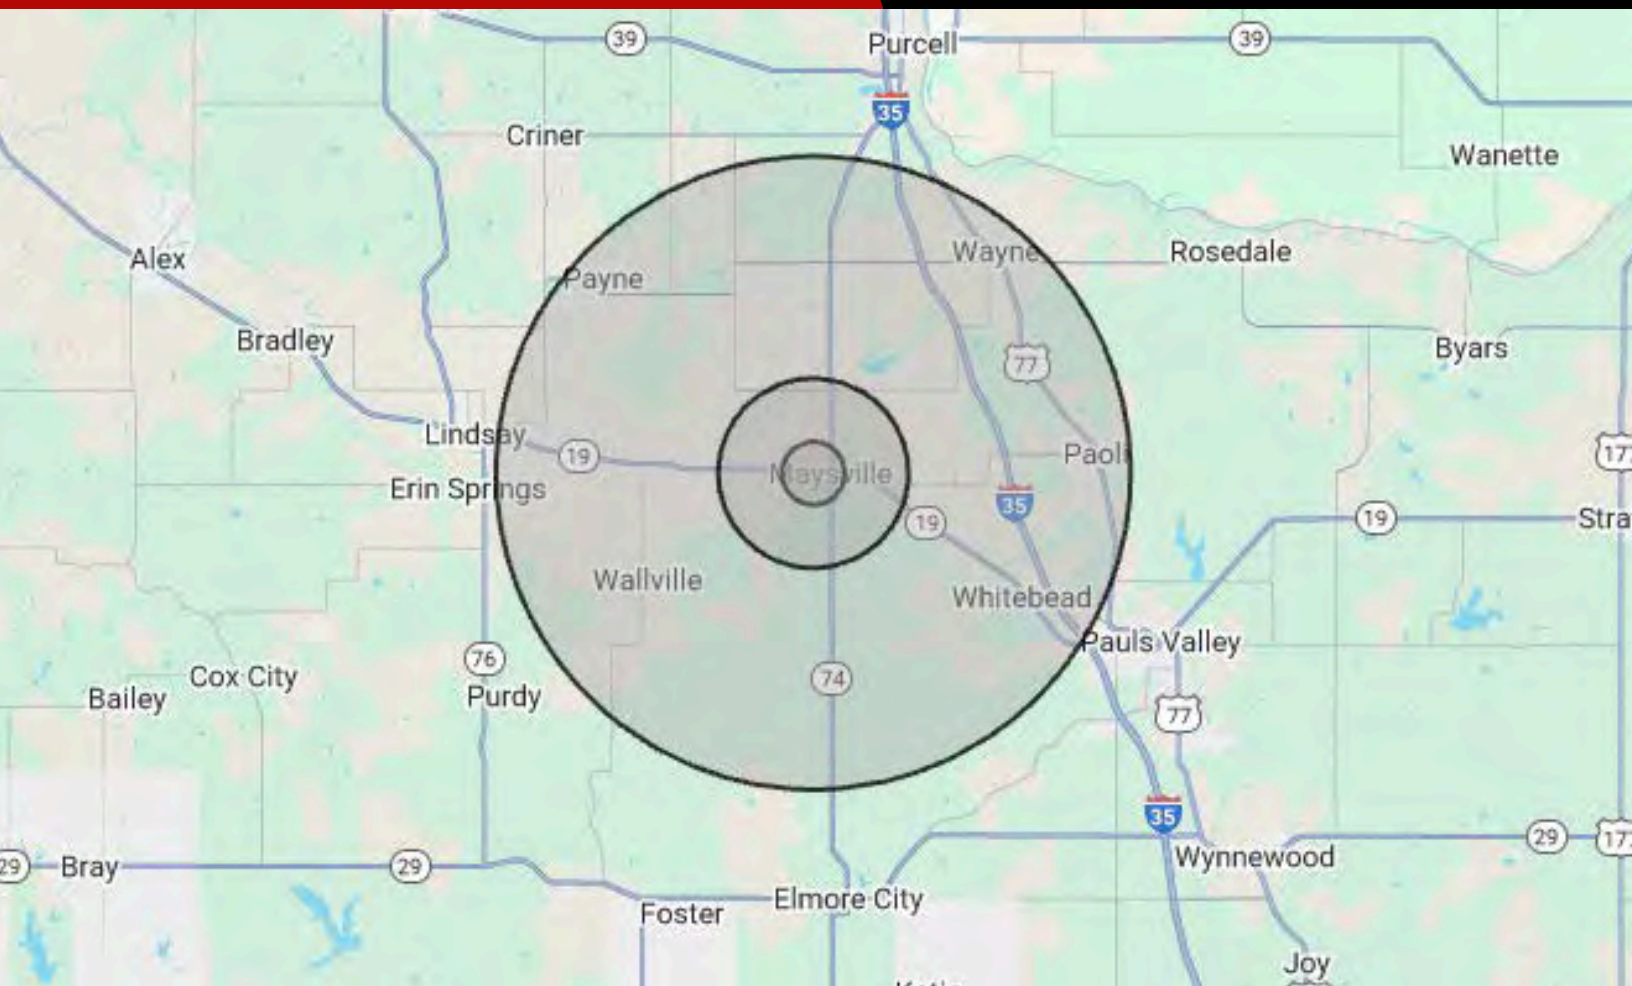 39
Purcell
39
35
Criner
Wanette
Wayne
Rosedale
Alex
Payne
Bradley
Byars
77
Lindsay
19
Paoli
177
Maysville
Erin Springs
35
19
19
Stra
Wallville
Whitebead
Pauls Valley
76
Cox City
74
Purdy
Bailey
77
35
29
177
29
Bray
29
Wynnewood
Elmore City
Foster
Joy